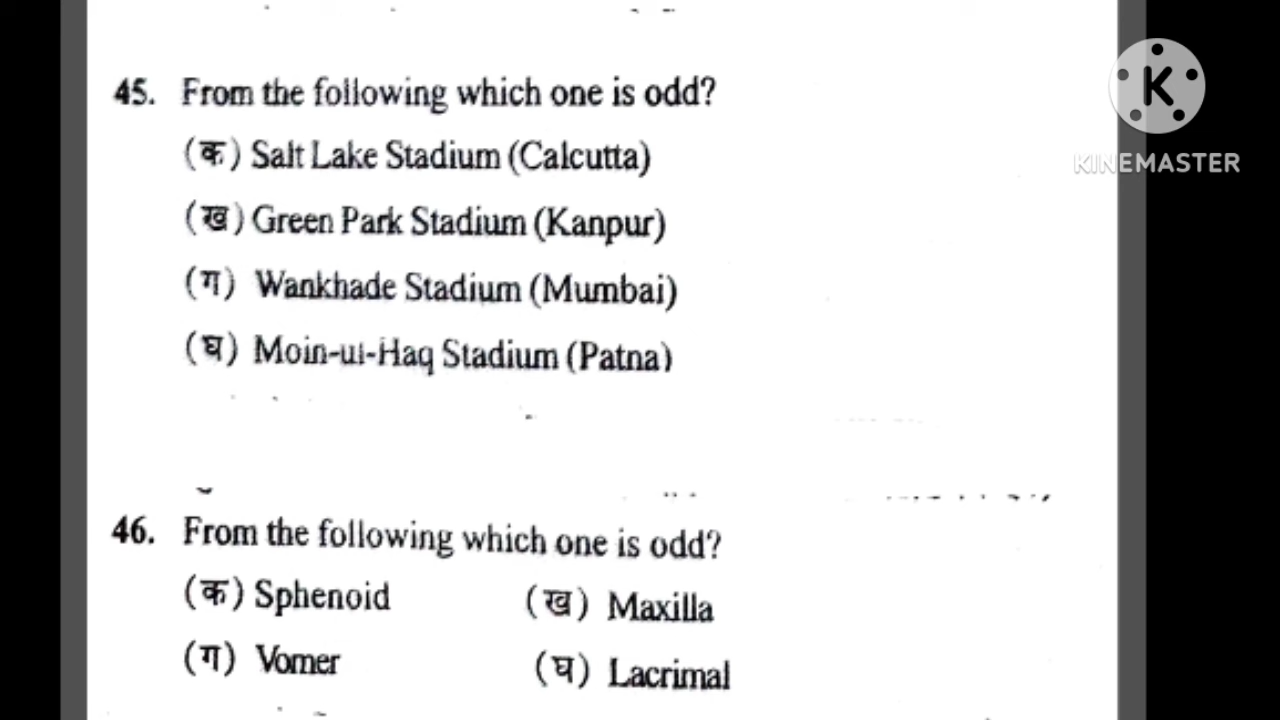 45. From the following which one is odd?
(क) Salt Lake Stadium (Calcutta)
(ख) Green Park Stadium (Kanpur)
(ग) Wankhade Stadium (Mumbai)
(घ) Moin-ul-Haq Stadium (Patna)
46. From the following which one is odd?
(क) Sphenoid (ख) Maxilla
(ग) Vomer (घ) Lacrimal
K
KINEMASTER